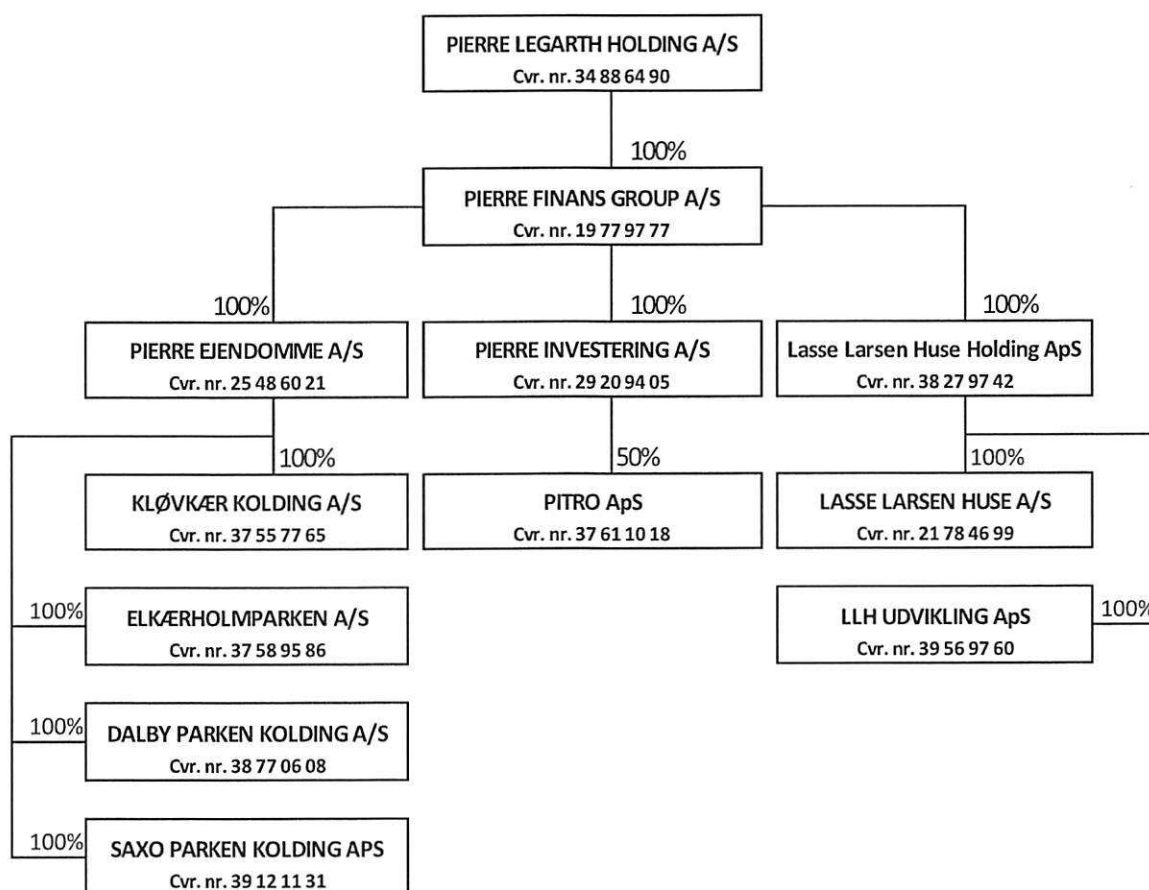 PIERRE LEGARTH HOLDING A/S
Cvr. nr. 34 88 64 90
100%
PIERRE FINANS GROUP A/S
Cvr. nr. 19 77 97 77
100%
100%
100%
PIERRE EJENDOMME A/S
Cvr. nr. 25 48 60 21
PIERRE INVESTERING A/S
Cvr. nr. 29 20 94 05
Lasse Larsen Huse Holding ApS
Cvr. nr. 38 27 97 42
100%
50%
100%
KLØVKÆR KOLDING A/S
Cvr. nr. 37 55 77 65
PITRO ApS
Cvr. nr. 37 61 10 18
LASSE LARSEN HUSE A/S
Cvr. nr. 21 78 46 99
100%
ELKÆRHOLMPARKEN A/S
Cvr. nr. 37 58 95 86
LLH UDVIKLING ApS
Cvr. nr. 39 56 97 60
100%
100%
DALBY PARKEN KOLDING A/S
Cvr. nr. 38 77 06 08
100%
SAXO PARKEN KOLDING APS
Cvr. nr. 39 12 11 31